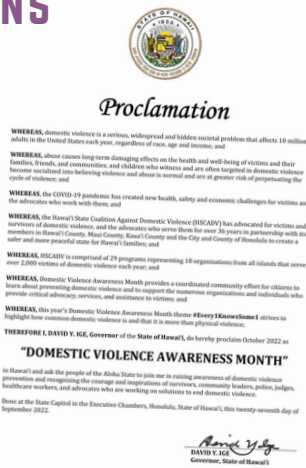 NS
STATE OF HAWAII
1959
Proclamation
WHEREAS, domestic violence is a serious, widespread and hidden societal problem that affects 10 million
adults in the United States each year, regardless of race, age and income; and
WHEREAS, abuse causes long-term damaging effects on the health and well-being of victims and their
families, friends, and communities; and children who witness and are often targeted in domestic violence
become socialized into believing violence and abuse is normal and are at greater risk of perpetuating the
cycle of violence; and
WHEREAS, the COVID-19 pandemic has created new health, safety and economic challenges for victims and
the advocates who work with them; and
WHEREAS, the Hawai'i State Coalition Against Domestic Violence (HSCADV) has advocated for victims and
survivors of domestic violence, and the advocates who serve them for over 36 years in partnership with its
members in Hawai'i County, Maui County, Kaua'i County and the City and County of Honolulu to create a
safer and more peaceful state for Hawai'i families; and
WHEREAS, HSCADV is comprised of 29 programs representing 18 organizations from all islands that serve
over 2,000 victims of domestic violence each year; and
WHEREAS, Domestic Violence Awareness Month provides a coordinated community effort for citizens to
learn about preventing domestic violence and to support the numerous organizations and individuals who
provide critical advocacy, services, and assistance to victims; and
WHEREAS, this year's Domestic Violence Awareness Month theme #Every1KnowsSome1 strives to
highlight how common domestic violence is and that it is more than physical violence;
THEREFORE I, DAVID Y. IGE, Governor of the State of Hawai'i, do hereby proclaim October 2022 as
"DOMESTIC VIOLENCE AWARENESS MONTH"
in Hawai'i and ask the people of the Aloha State to join me in raising awareness of domestic violence
prevention and recognizing the courage and inspirations of survivors, community leaders, police, judges,
healthcare workers, and advocates who are working on solutions to end domestic violence.
Done at the State Capitol in the Executive Chambers, Honolulu, State of Hawai'i, this twenty-seventh day of
September 2022.
David Y. Ige
DAVID Y. IGE
Governor, State of Hawai'i